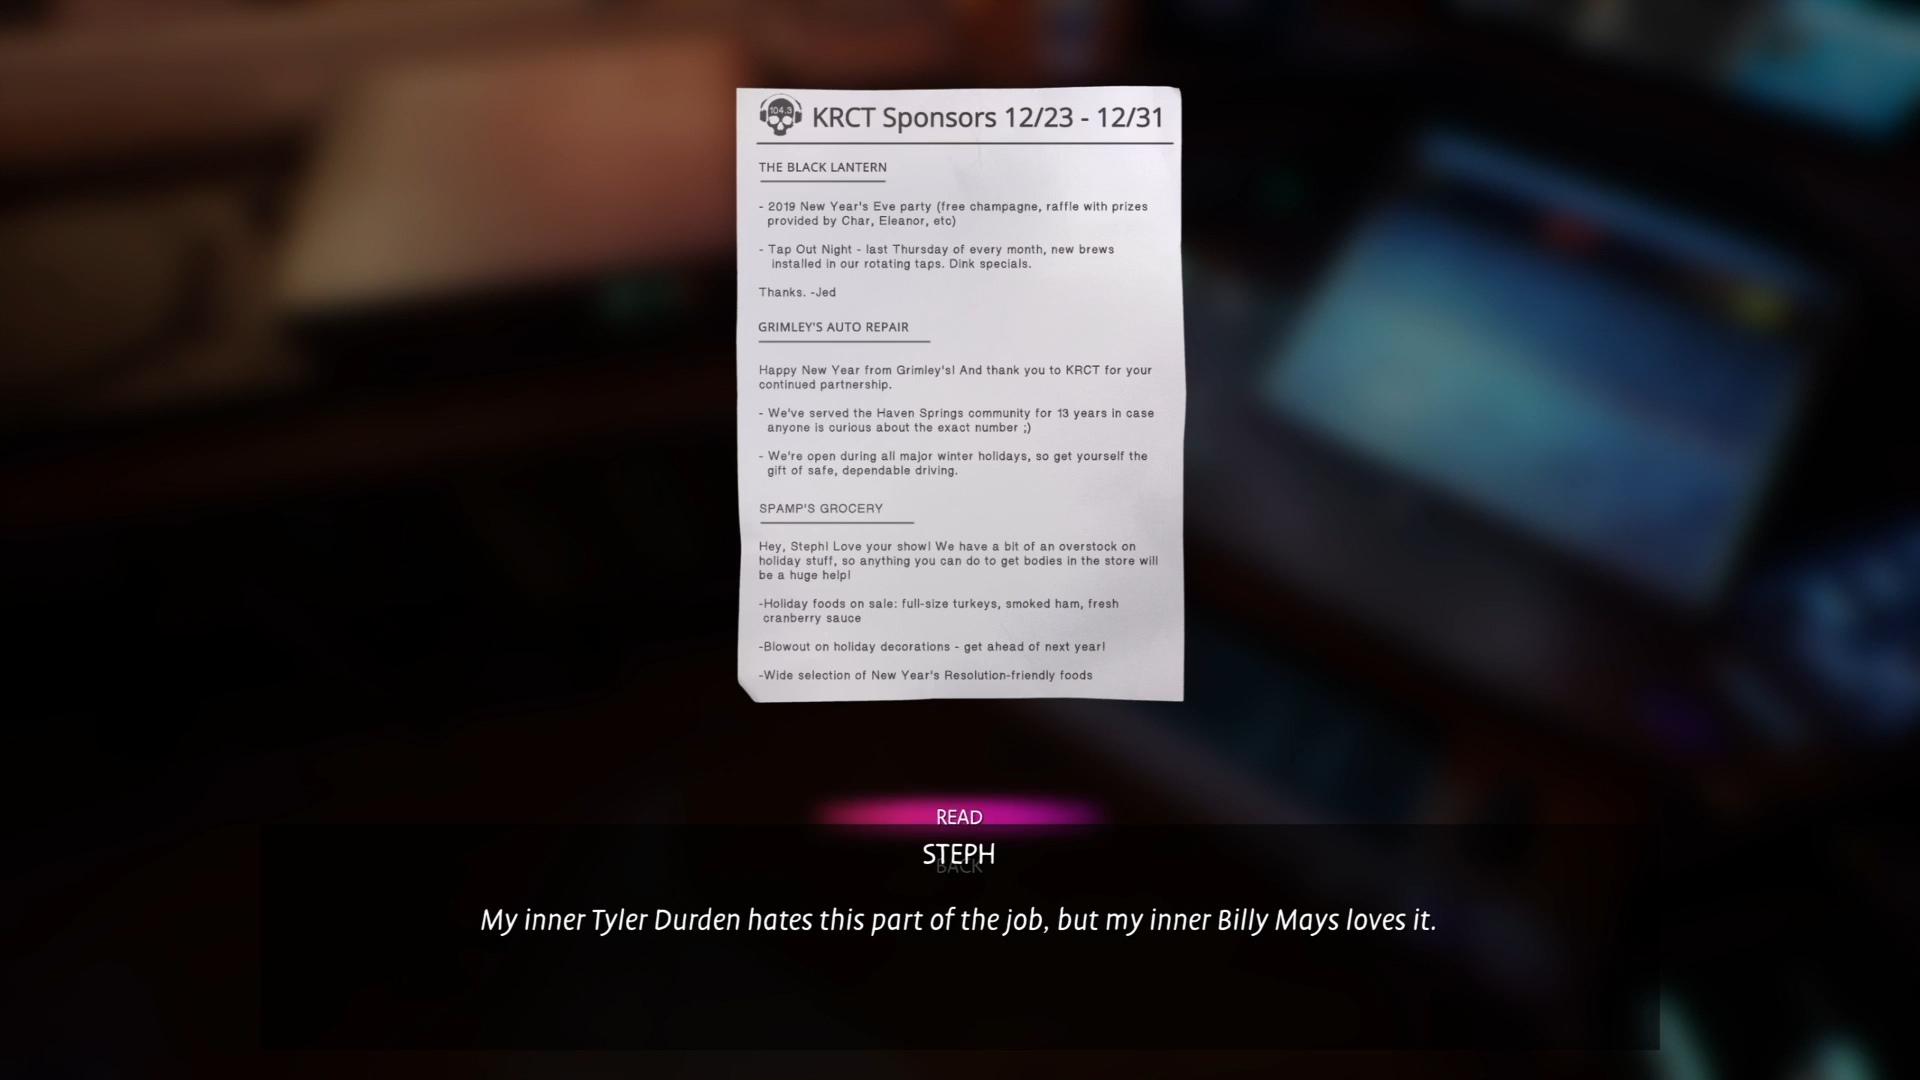 104.3
KRCT Sponsors 12/23 - 12/31
THE BLACK LANTERN
- 2019 New Year's Eve party (free champagne, raffle with prizes
provided by Char, Eleanor, etc)
- Tap Out Night - last Thursday of every month, new brews
installed in our rotating taps. Dink specials.
Thanks. -Jed
GRIMLEY'S AUTO REPAIR
Happy New Year from Grimley's! And thank you to KRCT for your
continued partnership.
- We've served the Haven Springs community for 13 years in case
anyone is curious about the exact number ;)
- We're open during all major winter holidays, so get yourself the
gift of safe, dependable driving.
SPAMP'S GROCERY
Hey, Steph! Love your show! We have a bit of an overstock on
holiday stuff, so anything you can do to get bodies in the store will
be a huge help!
-Holiday foods on sale: full-size turkeys, smoked ham, fresh
cranberry sauce
-Blowout on holiday decorations - get ahead of next year!
-Wide selection of New Year's Resolution-friendly foods
READ
STEPH
BACK
My inner Tyler Durden hates this part of the job, but my inner Billy Mays loves it.